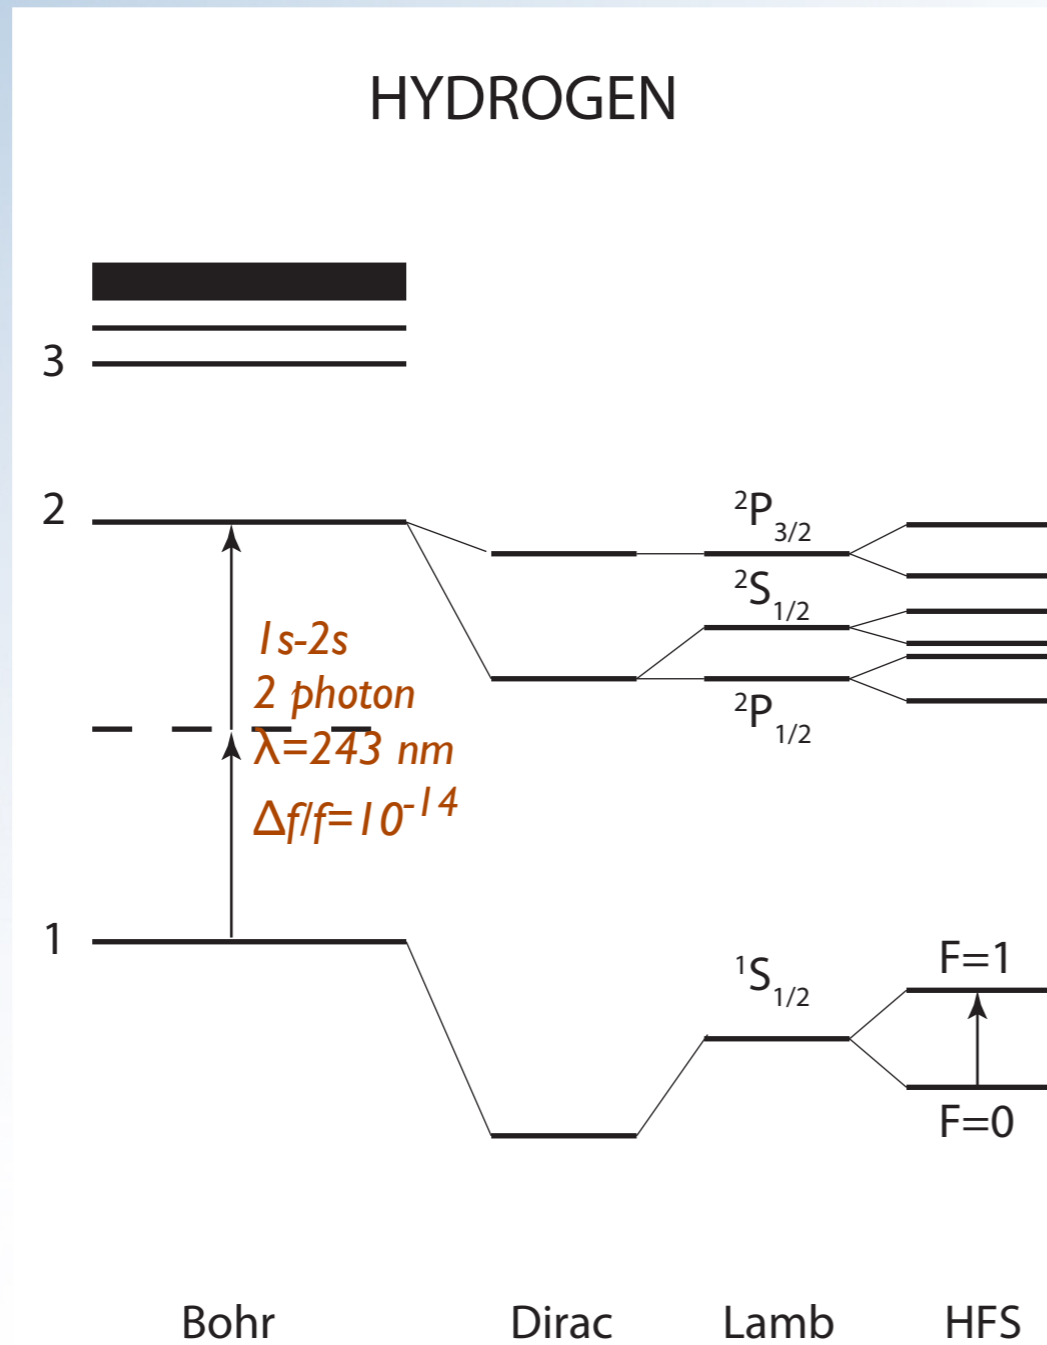 HYDROGEN
3
2
²P₃/₂
²S₁/₂
1s-2s
2 photon
²P₁/₂
λ=243 nm
Δf/f=10⁻¹⁴
1
¹S₁/₂
F=1
F=0
Bohr Dirac Lamb HFS